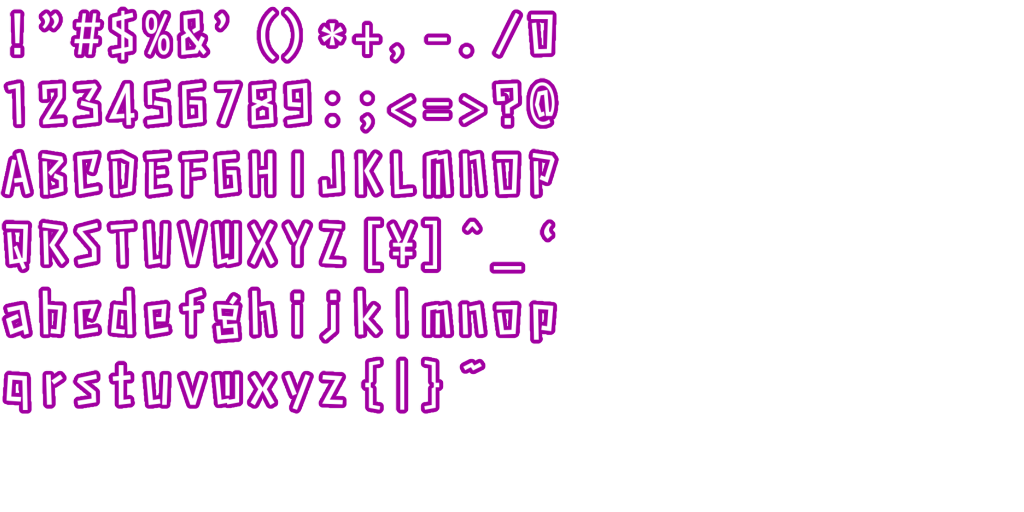 !"#$%&'()*+,-./0
123456789:;<=>?@
ABCDEFGHIJKLMNOP
QRSTUVWXYZ[¥]^_‘
abcdefghijklmnop
qrstuvwxyz{|}~